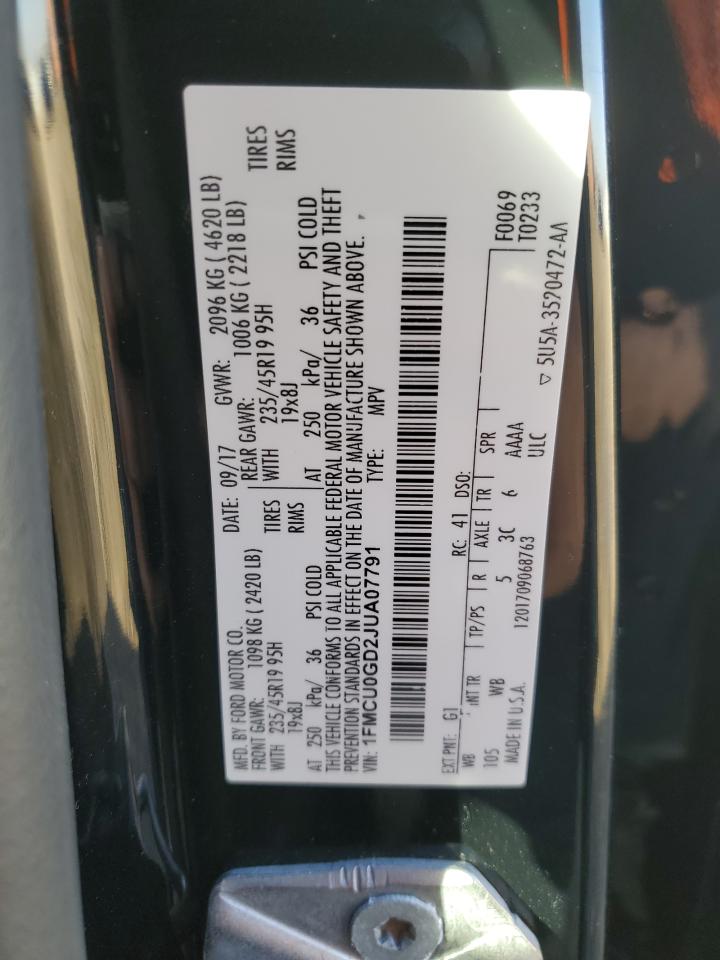 MFD. BY FORD MOTOR CO.
DATE: 09/17 GVWR: 2096 KG ( 4620 LB)
FRONT GAWR: 1098 KG ( 2420 LB) REAR GAWR: 1006 KG ( 2218 LB)
WITH 235/45R19 95H TIRES WITH 235/45R19 95H TIRES
19x8J RIMS 19x8J RIMS
AT 250 kPa/ 36 PSI COLD AT 250 kPa/ 36 PSI COLD
THIS VEHICLE CONFORMS TO ALL APPLICABLE FEDERAL MOTOR VEHICLE SAFETY AND THEFT
PREVENTION STANDARDS IN EFFECT ON THE DATE OF MANUFACTURE SHOWN ABOVE.
VIN: 1FMCU0GD2JUA07791 TYPE: MPV
EXT PNT: G1 RC: 41 DSO:
WB INT TR TP/PS R AXLE TR SPR F0069
105 WB 5 3C 6 AAAA T0233
MADE IN U.S.A. 1201709068763 ULC
5U5A-3520472-AA